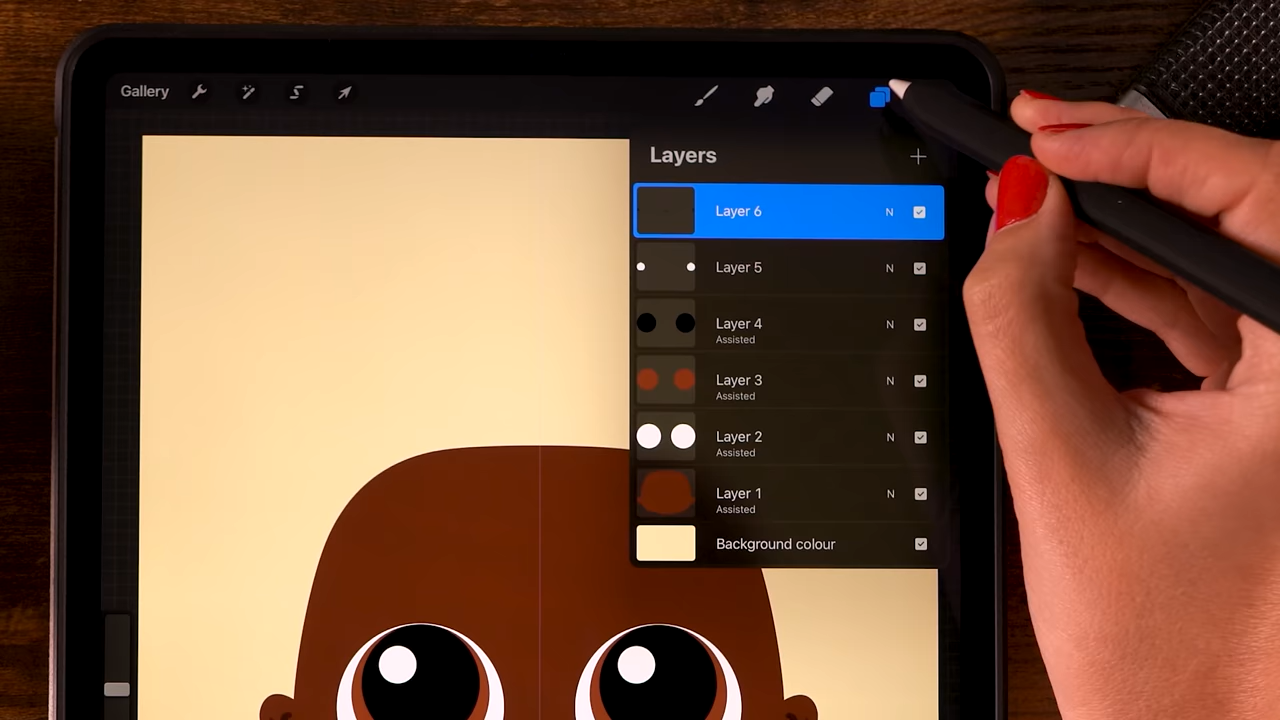 Gallery
Layers
Layer 6 N
Layer 5 N
Layer 4 N
Assisted
Layer 3 N
Assisted
Layer 2 N
Assisted
Layer 1 N
Assisted
Background colour